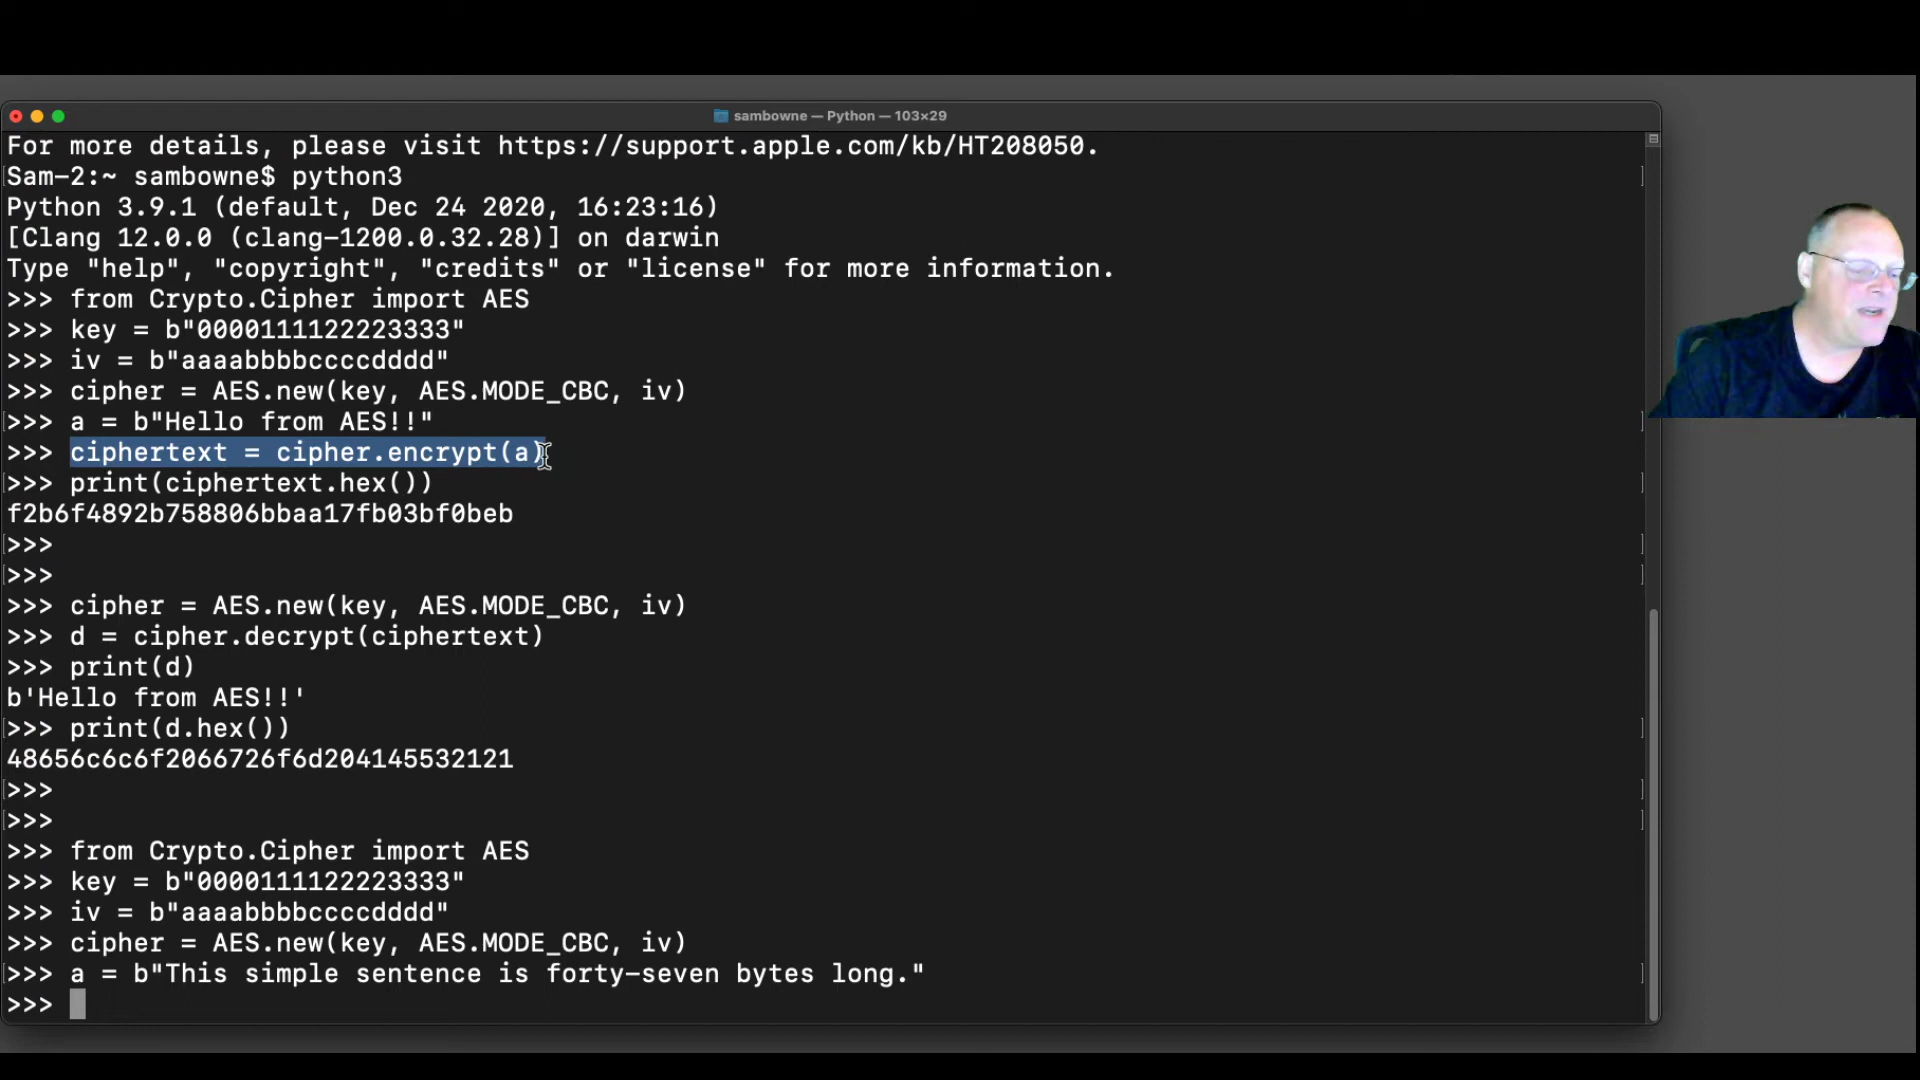 sambowne — Python — 103×29
For more details, please visit https://support.apple.com/kb/HT208050.
Sam-2:~ sambowne$ python3
Python 3.9.1 (default, Dec 24 2020, 16:23:16)
[Clang 12.0.0 (clang-1200.0.32.28)] on darwin
Type "help", "copyright", "credits" or "license" for more information.
>>> from Crypto.Cipher import AES
>>> key = b"0000111122223333"
>>> iv = b"aaaabbbbccccdddd"
>>> cipher = AES.new(key, AES.MODE_CBC, iv)
>>> a = b"Hello from AES!!"
>>> ciphertext = cipher.encrypt(a)
>>> print(ciphertext.hex())
f2b6f4892b758806bbaa17fb03bf0beb
>>>
>>>
>>> cipher = AES.new(key, AES.MODE_CBC, iv)
>>> d = cipher.decrypt(ciphertext)
>>> print(d)
b'Hello from AES!!'
>>> print(d.hex())
48656c6c6f2066726f6d204145532121
>>>
>>>
>>> from Crypto.Cipher import AES
>>> key = b"0000111122223333"
>>> iv = b"aaaabbbbccccdddd"
>>> cipher = AES.new(key, AES.MODE_CBC, iv)
>>> a = b"This simple sentence is forty-seven bytes long."
>>>